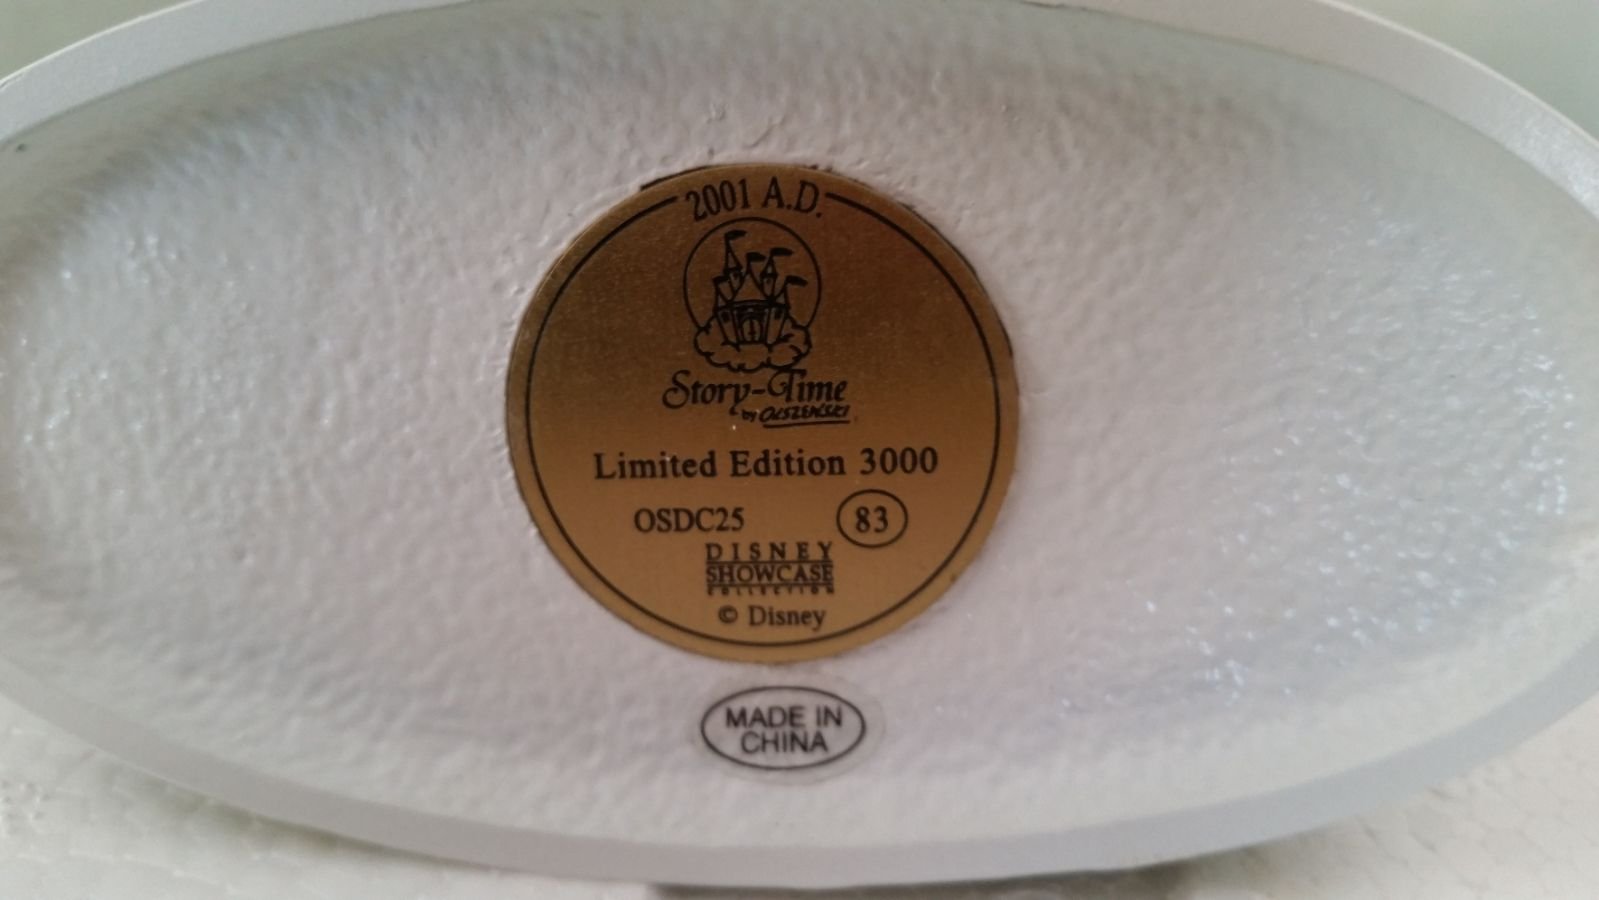 2001 A.D.
Story-Time
by OLSZEWSKI
Limited Edition 3000
OSDC25 83
DISNEY
SHOWCASE
COLLECTION
© Disney
MADE IN
CHINA